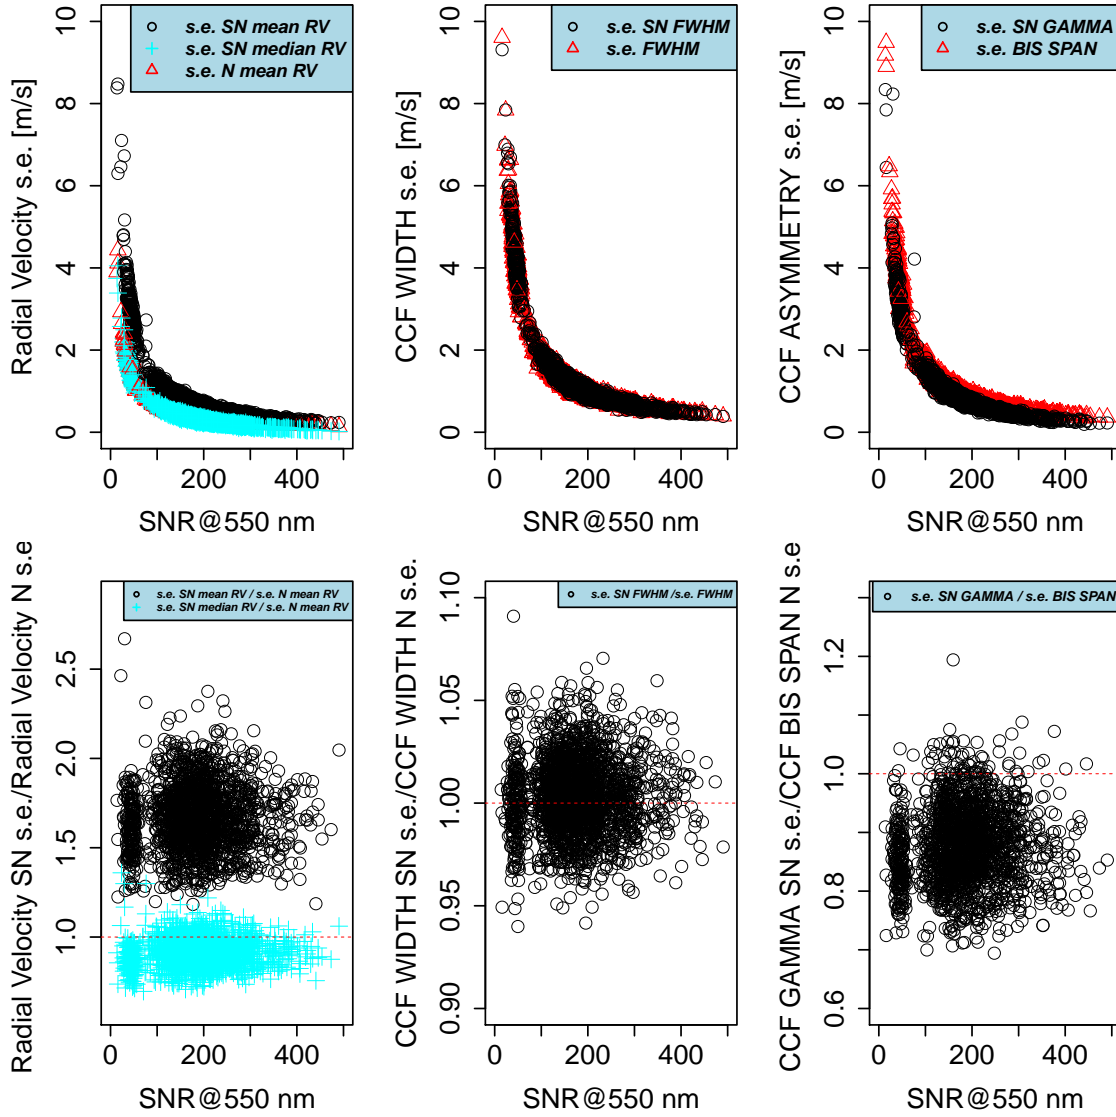 Radial Velocity s.e. [m/s]
0 2 4 6 8 10
s.e. SN mean RV
s.e. SN median RV
s.e. N mean RV
0 200 400
SNR@550 nm
CCF WIDTH s.e. [m/s]
0 2 4 6 8 10
s.e. SN FWHM
s.e. FWHM
0 200 400
SNR@550 nm
CCF ASYMMETRY s.e. [m/s]
0 2 4 6 8 10
s.e. SN GAMMA
s.e. BIS SPAN
0 200 400
SNR@550 nm
Radial Velocity SN s.e./Radial Velocity N s.e
1.0 1.5 2.0 2.5
s.e. SN mean RV / s.e. N mean RV
s.e. SN median RV / s.e. N mean RV
0 200 400
SNR@550 nm
CCF WIDTH SN s.e./CCF WIDTH N s.e.
0.90 0.95 1.00 1.05 1.10
s.e. SN FWHM /s.e. FWHM
0 200 400
SNR@550 nm
CCF GAMMA SN s.e./CCF BIS SPAN N s.e
0.6 0.8 1.0 1.2
s.e. SN GAMMA / s.e. BIS SPAN
0 200 400
SNR@550 nm